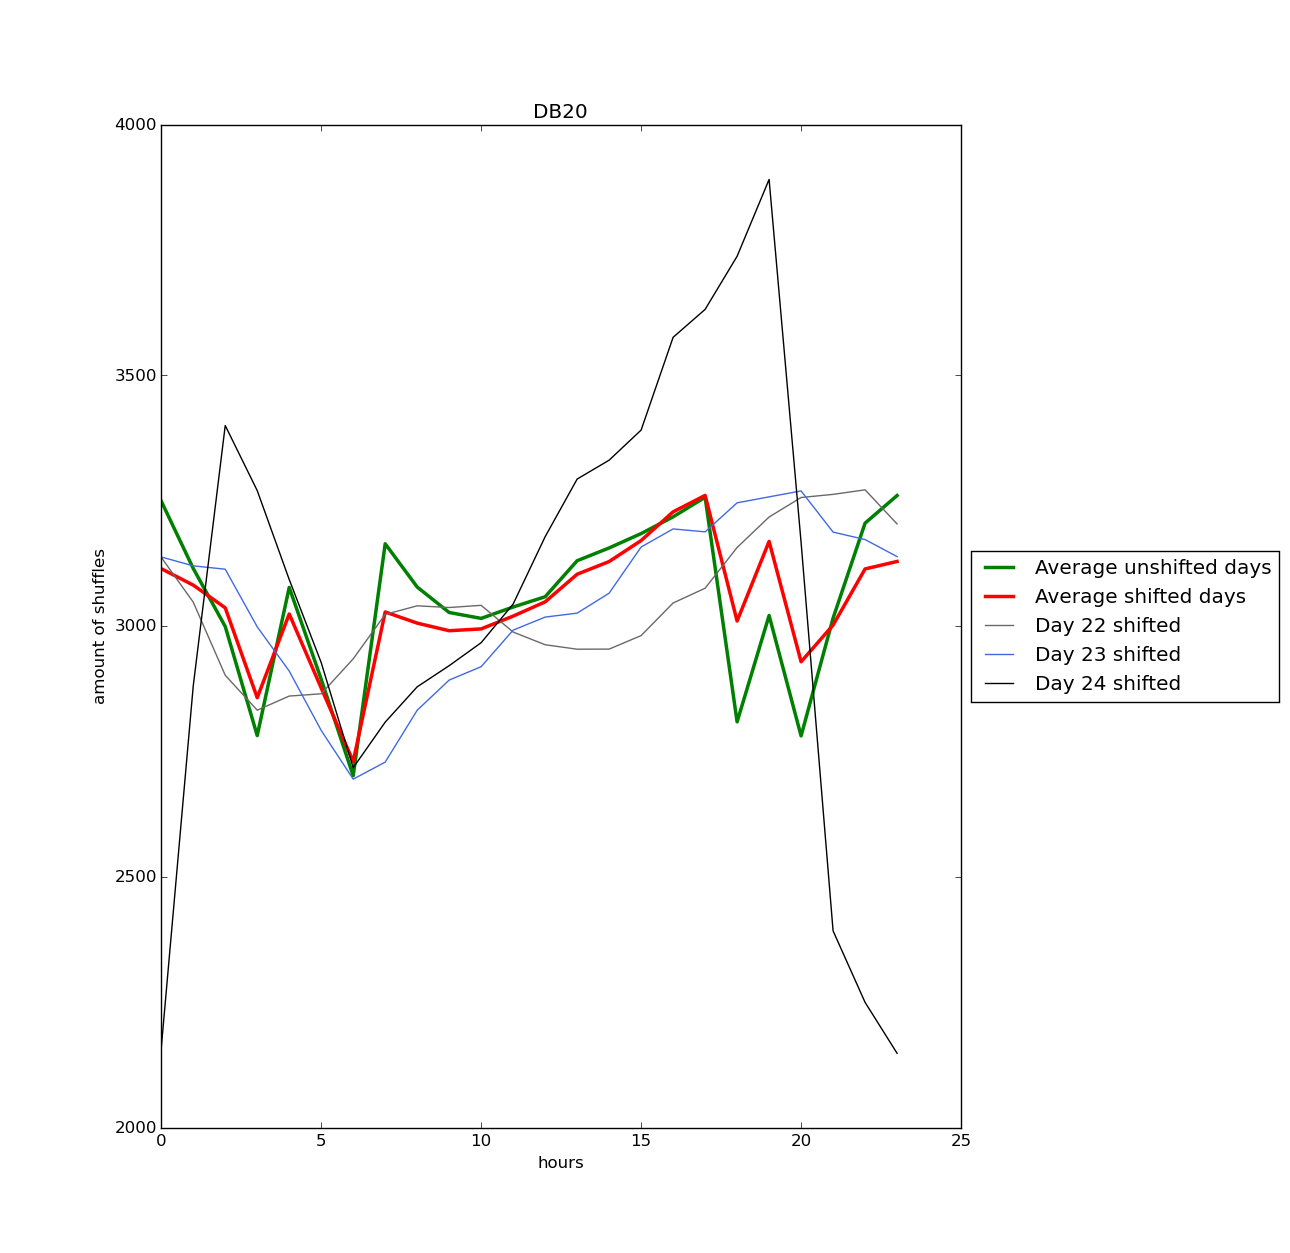 DB20
4000
3500
3000
2500
2000
amount of shuffles
0 5 10 15 20 25
hours
Average unshifted days
Average shifted days
Day 22 shifted
Day 23 shifted
Day 24 shifted